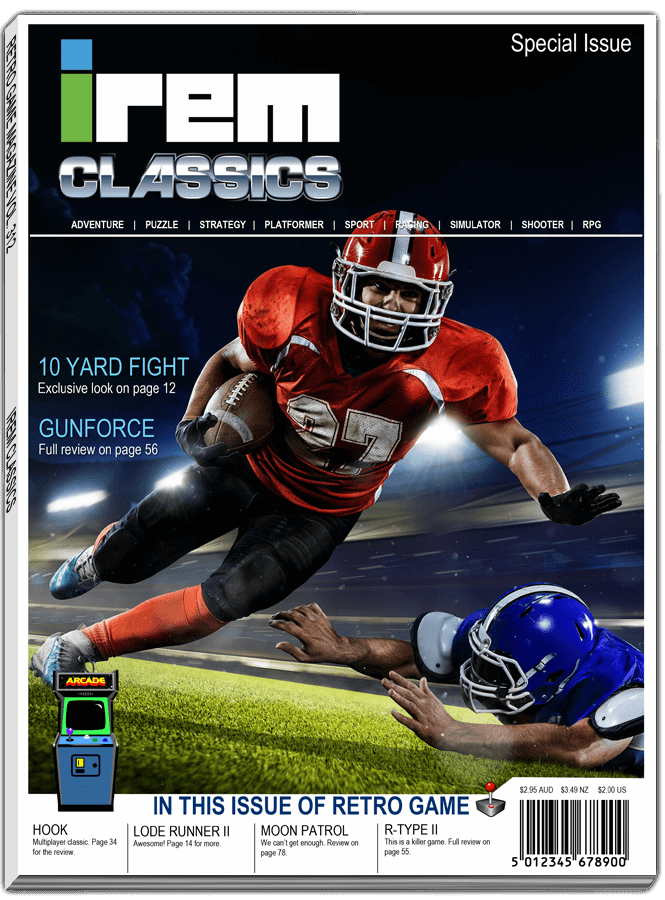 Special Issue
irem
CLASSICS
ADVENTURE | PUZZLE | STRATEGY | PLATFORMER | SPORT | RACING | SIMULATOR | SHOOTER | RPG
10 YARD FIGHT
Exclusive look on page 12
GUNFORCE
Full review on page 56
27
ARCADE
IN THIS ISSUE OF RETRO GAME
$2.95 AUD $3.49 NZ $2.00 US
HOOK
Multiplayer classic. Page 34
for the review.
LODE RUNNER II
Awesome! Page 14 for more.
MOON PATROL
We can't get enough. Review on
page 78.
R-TYPE II
This is a killer game. Full review on
page 55.
5 012345 678900
IREM CLASSICS